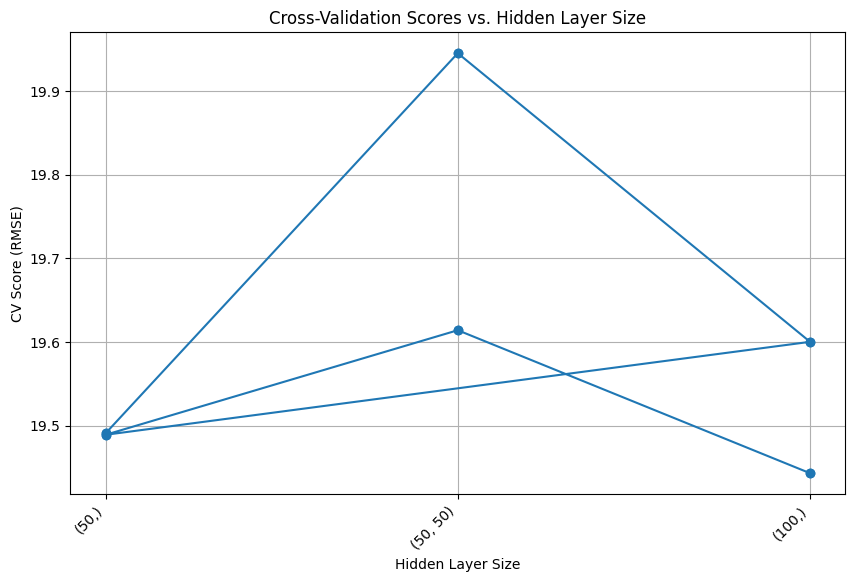 Cross-Validation Scores vs. Hidden Layer Size
CV Score (RMSE)
19.9
19.8
19.7
19.6
19.5
(50,)
(50, 50)
(100,)
Hidden Layer Size